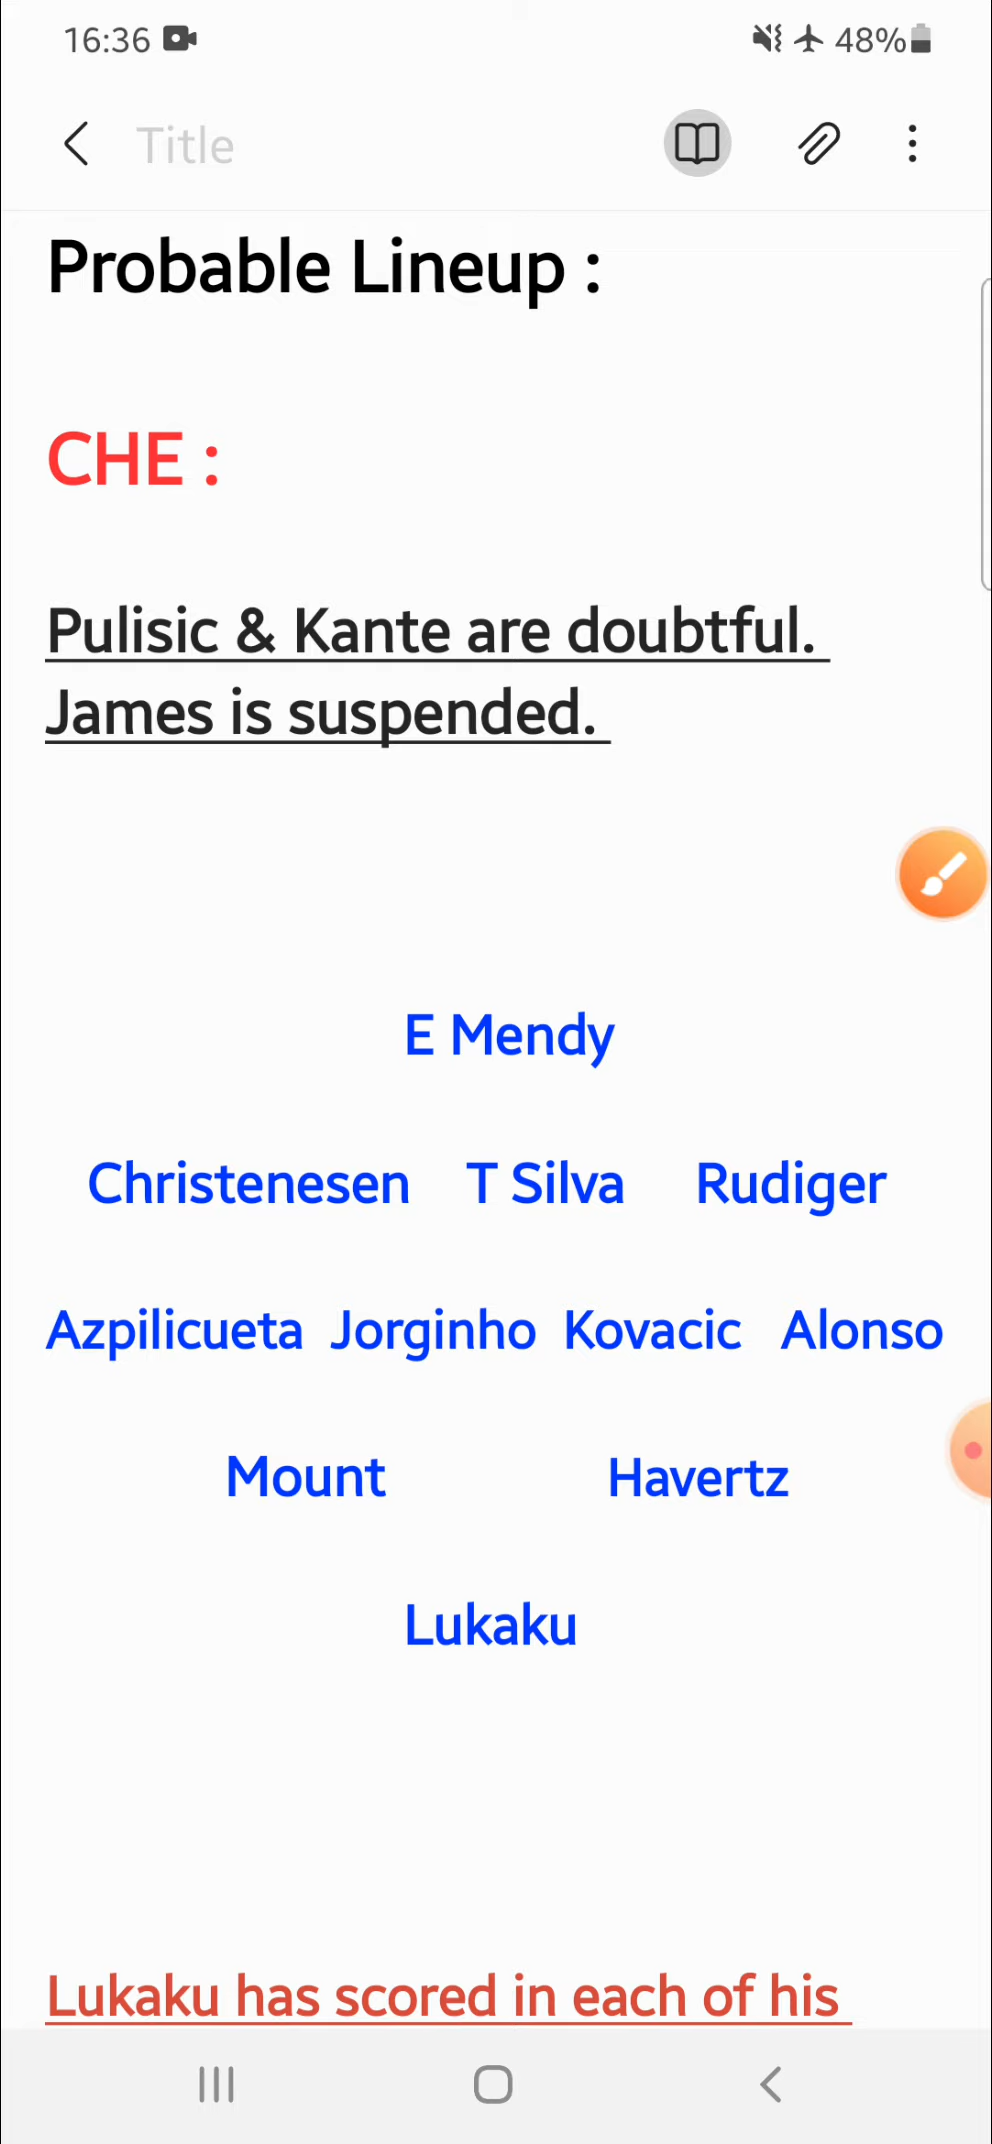 16:36 48%
Title
Probable Lineup :
CHE :
Pulisic & Kante are doubtful.
James is suspended.
E Mendy
Christenesen T Silva Rudiger
Azpilicueta Jorginho Kovacic Alonso
Mount Havertz
Lukaku
Lukaku has scored in each of his